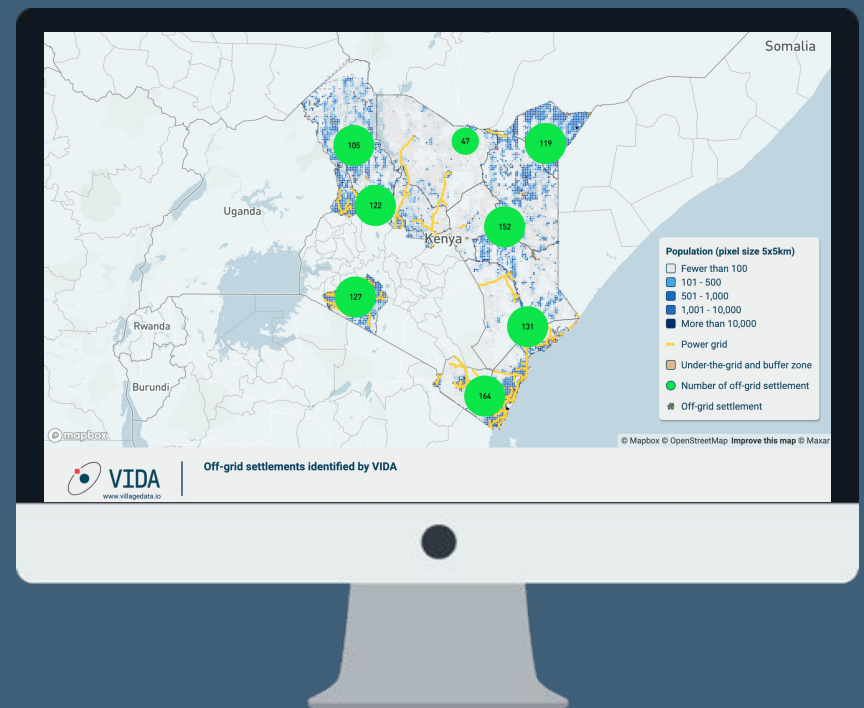 Somalia
105
47
119
122
Uganda
152
Kenya
Population (pixel size 5x5km)
Fewer than 100
101 - 500
501 - 1,000
1,001 - 10,000
More than 10,000
127
Rwanda
131
Power grid
Under-the-grid and buffer zone
Burundi
Number of off-grid settlement
164
Off-grid settlement
mapbox
© Mapbox © OpenStreetMap Improve this map © Maxar
VIDA
www.villagedata.io
Off-grid settlements identified by VIDA